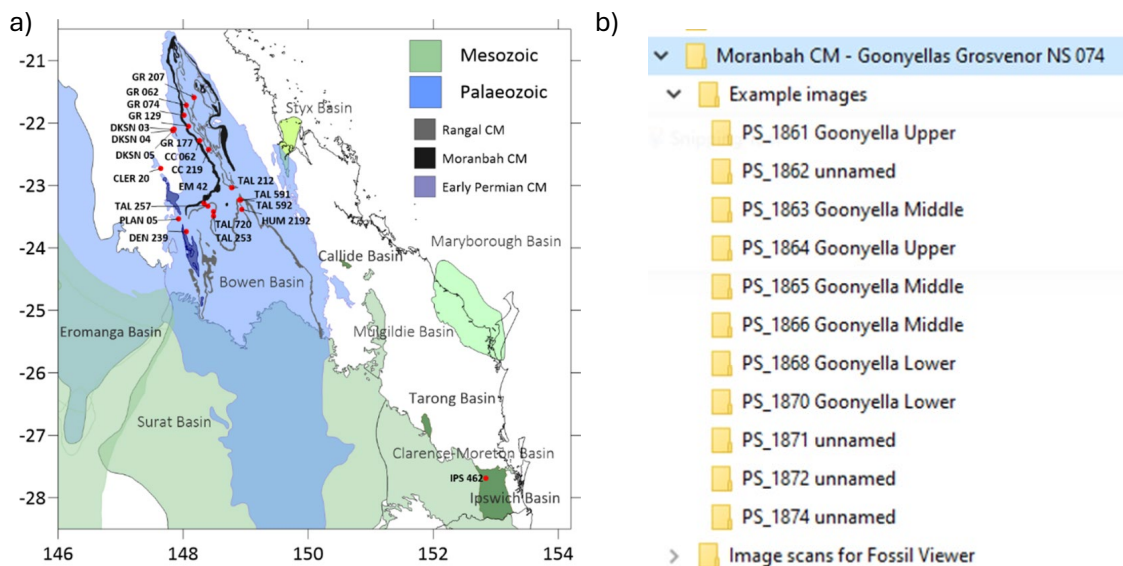 a)
-21
-22
-23
-24
-25
-26
-27
-28
146
148
150
152
154
Mesozoic
Palaeozoic
Rangal CM
Moranbah CM
Early Permian CM
GR 207
GR 062
GR 074
GR 129
DKSN 03
DKSN 04
DKSN 05
GR 177
CC 062
CC 219
CLER 20
EM 42
TAL 212
TAL 591
TAL 592
HUM 2192
TAL 257
PLAN 05
TAL 720
TAL 253
DEN 239
Styx Basin
Maryborough Basin
Callide Basin
Bowen Basin
Mulgildie Basin
Eromanga Basin
Surat Basin
Tarong Basin
Clarence-Moreton Basin
IPS 462
Ipswich Basin
b)
Moranbah CM - Goonyellas Grosvenor NS 074
Example images
PS_1861 Goonyella Upper
PS_1862 unnamed
PS_1863 Goonyella Middle
PS_1864 Goonyella Upper
PS_1865 Goonyella Middle
PS_1866 Goonyella Middle
PS_1868 Goonyella Lower
PS_1870 Goonyella Lower
PS_1871 unnamed
PS_1872 unnamed
PS_1874 unnamed
Image scans for Fossil Viewer